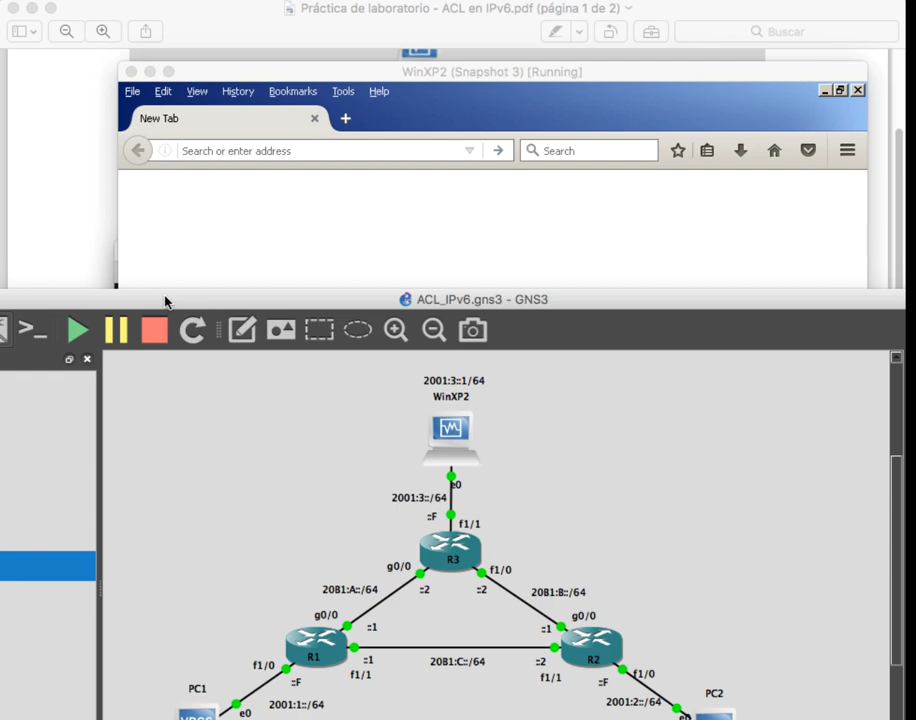 Práctica de laboratorio - ACL en IPv6.pdf (página 1 de 2)
Buscar
WinXP2 (Snapshot 3) [Running]
File Edit View History Bookmarks Tools Help
New Tab
Search or enter address
Search
ACL_IPv6.gns3 - GNS3
2001:3::1/64
WinXP2
e0
2001:3::/64
::F
f1/1
R3
g0/0
f1/0
::2
::2
20B1:A::/64
20B1:B::/64
g0/0
g0/0
::1
::1
R1
R2
::1
20B1:C::/64
::2
f1/0
f1/1
f1/1
f1/0
::F
::F
PC1
PC2
2001:1::/64
2001:2::/64
e0
e0
VPCS